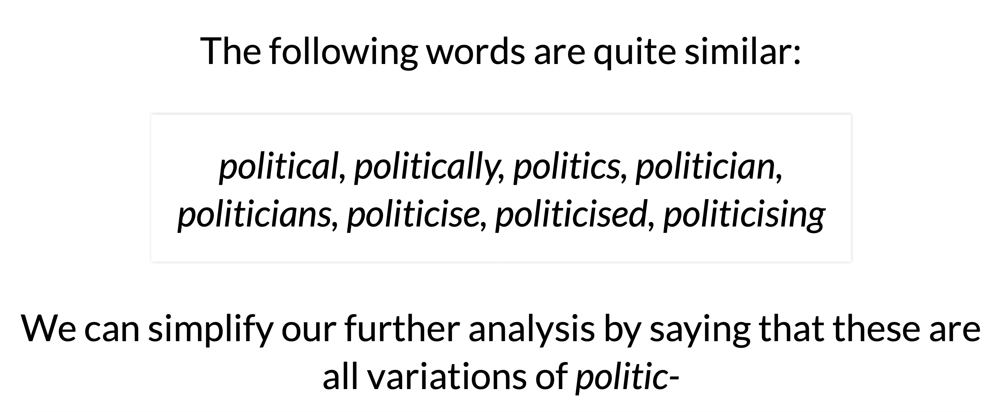 The following words are quite similar:
political, politically, politics, politician,
politicians, politicise, politicised, politicising
We can simplify our further analysis by saying that these are
all variations of politic-